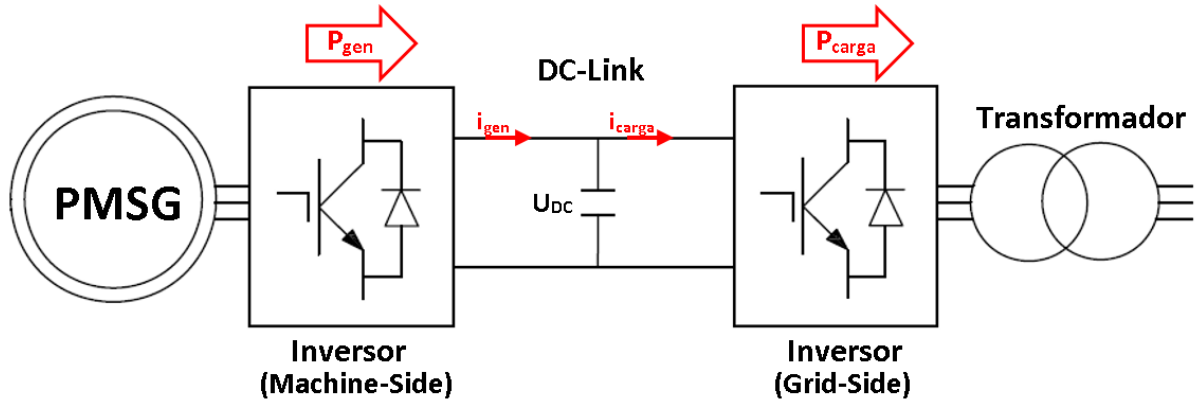 Pgen
Pcarga
DC-Link
Transformador
igen
icarga
PMSG
UDC
Inversor
(Machine-Side)
Inversor
(Grid-Side)